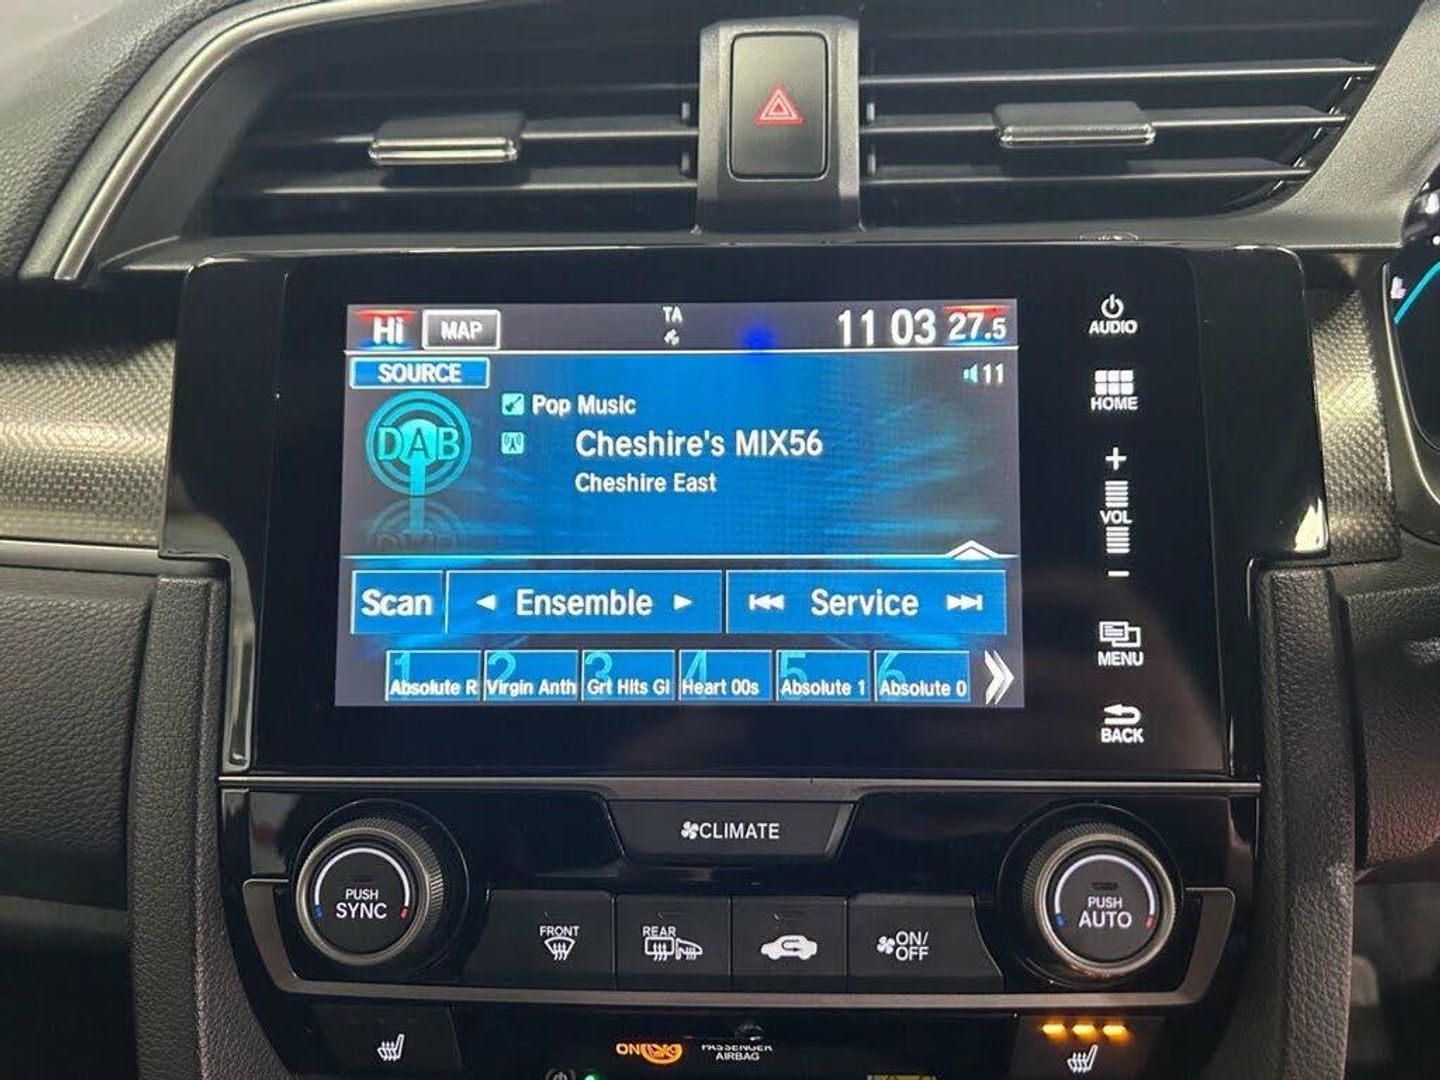 Hi MAP TA 11 03 27.5
AUDIO
SOURCE 11
HOME
DAB
Pop Music
Cheshire's MIX56
Cheshire East
+
VOL
-
Scan Ensemble Service
MENU
1 2 3 4 5 6
Absolute R Virgin Anth Grt Hits Gl Heart 00s Absolute 1 Absolute 0
BACK
CLIMATE
PUSH
SYNC
PUSH
AUTO
FRONT
REAR
ON/
OFF
ON
PASSENGER
AIRBAG